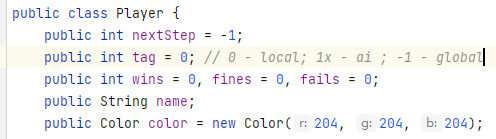 public class Player {
public int nextStep = -1;
public int tag = 0; // 0 - local; 1x - ai ; -1 - global
public int wins = 0, fines = 0, fails = 0;
public String name;
public Color color = new Color( r: 204, g: 204, b: 204);